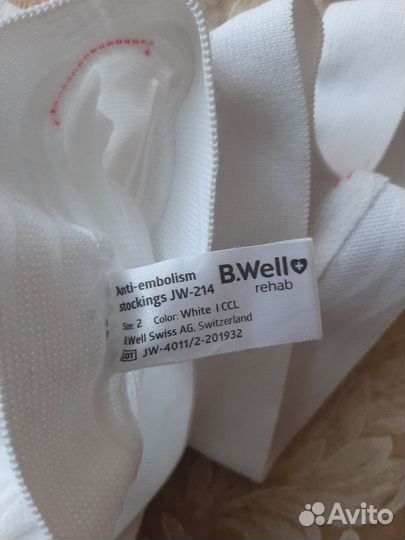 Anti-embolism
stockings JW-214
B.Well
rehab
Size: 2 Color: White I CCL
B.Well Swiss AG, Switzerland
LOT JW-4011/2-201932
Avito